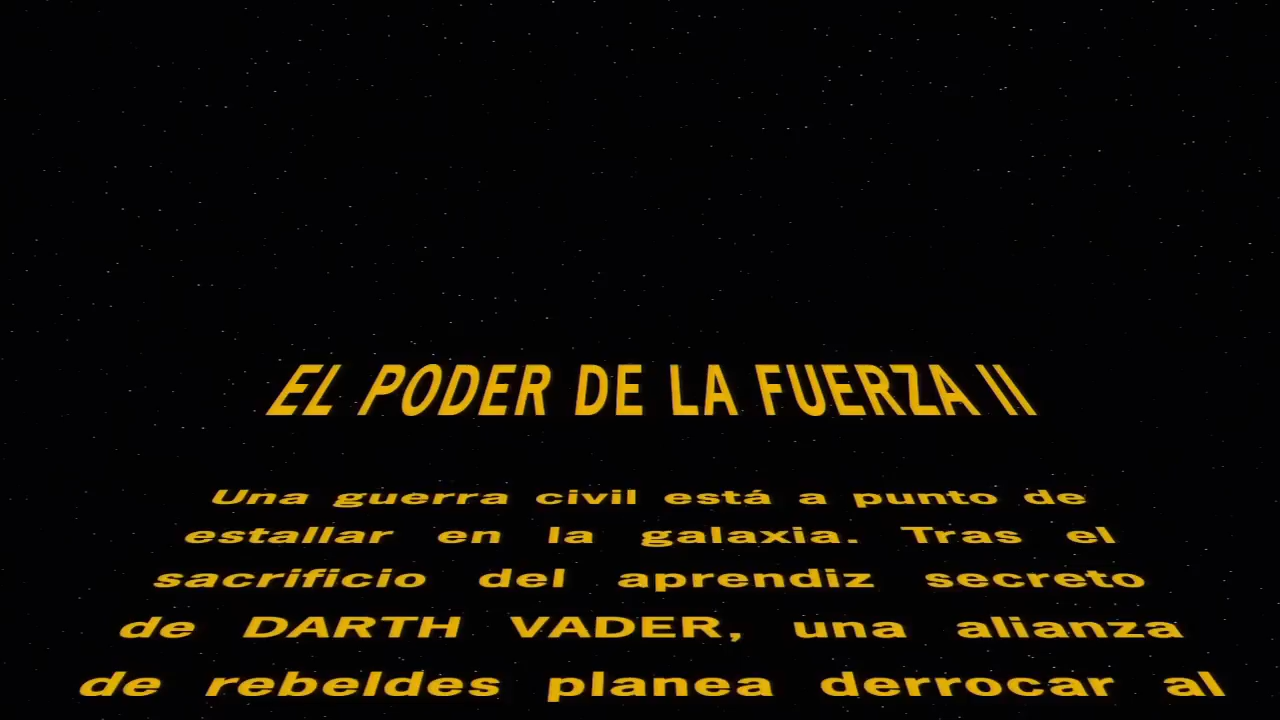 EL PODER DE LA FUERZA II
Una guerra civil está a punto de
estallar en la galaxia. Tras el
sacrificio del aprendiz secreto
de DARTH VADER, una alianza
de rebeldes planea derrocar al